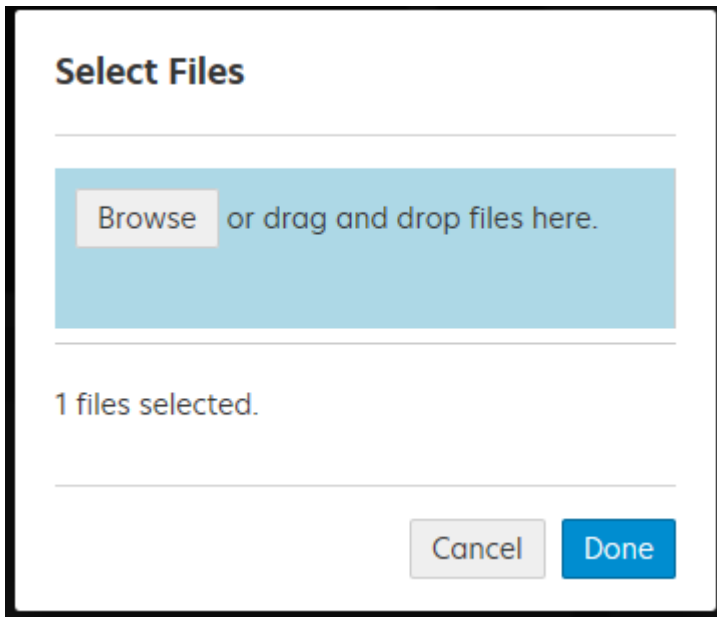 Select Files
Browse or drag and drop files here.
1 files selected.
Cancel Done